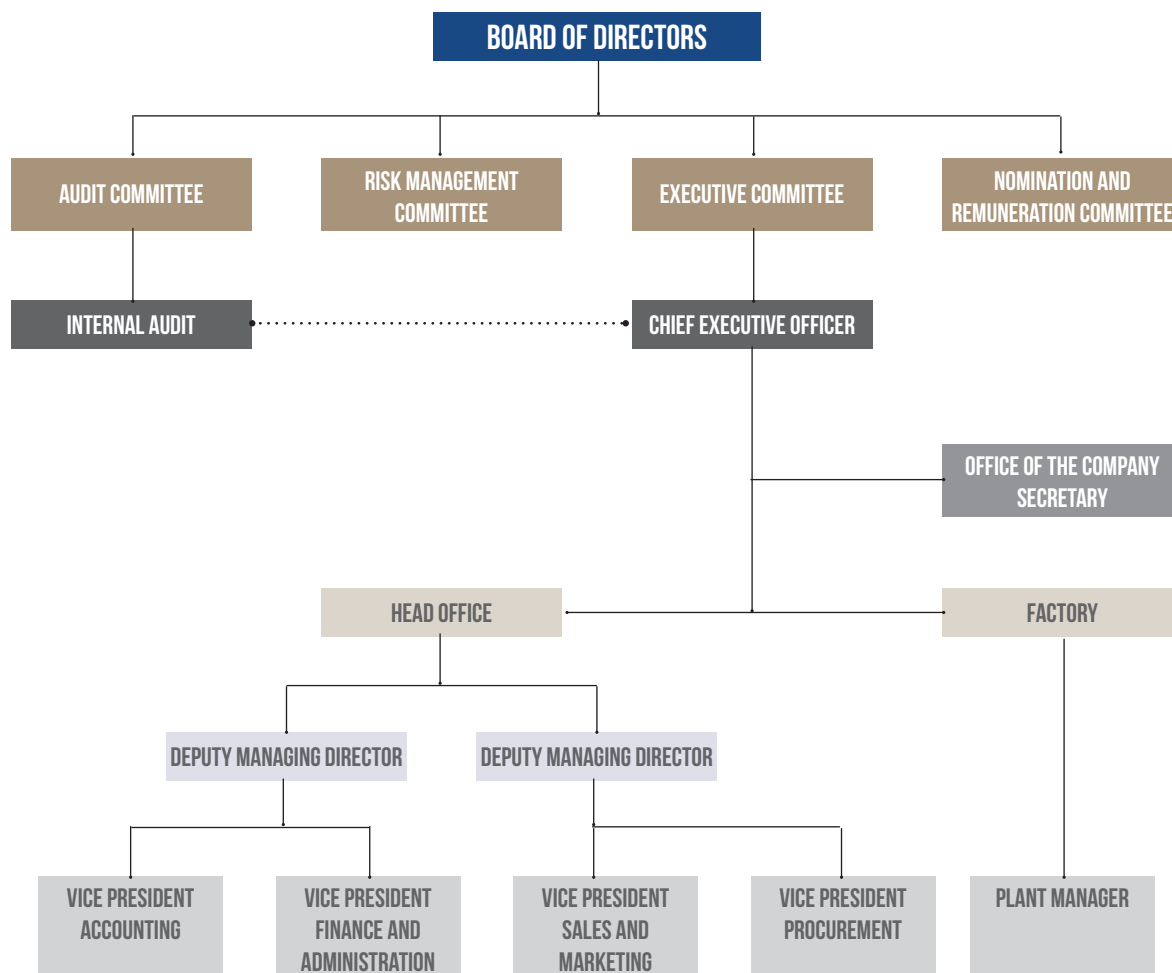 BOARD OF DIRECTORS
AUDIT COMMITTEE
RISK MANAGEMENT
COMMITTEE
EXECUTIVE COMMITTEE
NOMINATION AND
REMUNERATION COMMITTEE
INTERNAL AUDIT
CHIEF EXECUTIVE OFFICER
OFFICE OF THE COMPANY
SECRETARY
HEAD OFFICE
FACTORY
DEPUTY MANAGING DIRECTOR
DEPUTY MANAGING DIRECTOR
VICE PRESIDENT
ACCOUNTING
VICE PRESIDENT
FINANCE AND
ADMINISTRATION
VICE PRESIDENT
SALES AND
MARKETING
VICE PRESIDENT
PROCUREMENT
PLANT MANAGER